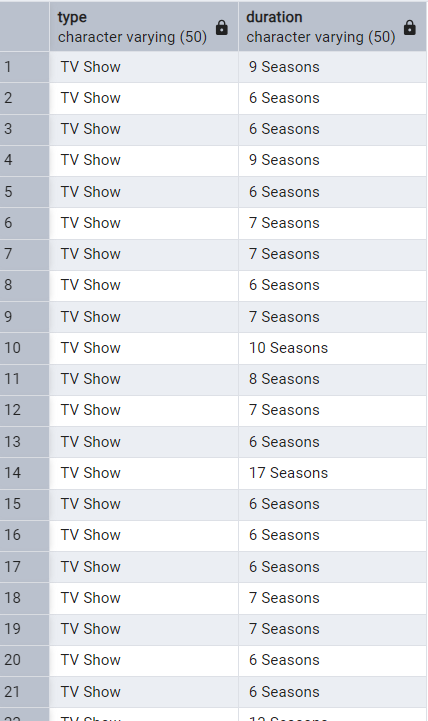 type duration
character varying (50) character varying (50)
1 TV Show 9 Seasons
2 TV Show 6 Seasons
3 TV Show 6 Seasons
4 TV Show 9 Seasons
5 TV Show 6 Seasons
6 TV Show 7 Seasons
7 TV Show 7 Seasons
8 TV Show 6 Seasons
9 TV Show 7 Seasons
10 TV Show 10 Seasons
11 TV Show 8 Seasons
12 TV Show 7 Seasons
13 TV Show 6 Seasons
14 TV Show 17 Seasons
15 TV Show 6 Seasons
16 TV Show 6 Seasons
17 TV Show 6 Seasons
18 TV Show 7 Seasons
19 TV Show 7 Seasons
20 TV Show 6 Seasons
21 TV Show 6 Seasons
TV Show Seasons